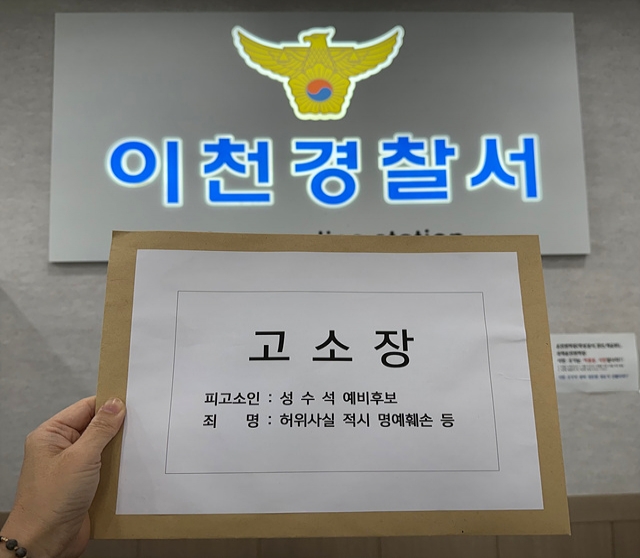 이천경찰서
station
고 소 장
피고소인 : 성 수 석 예비후보
죄 명 : 허위사실 적시 명예훼손 등